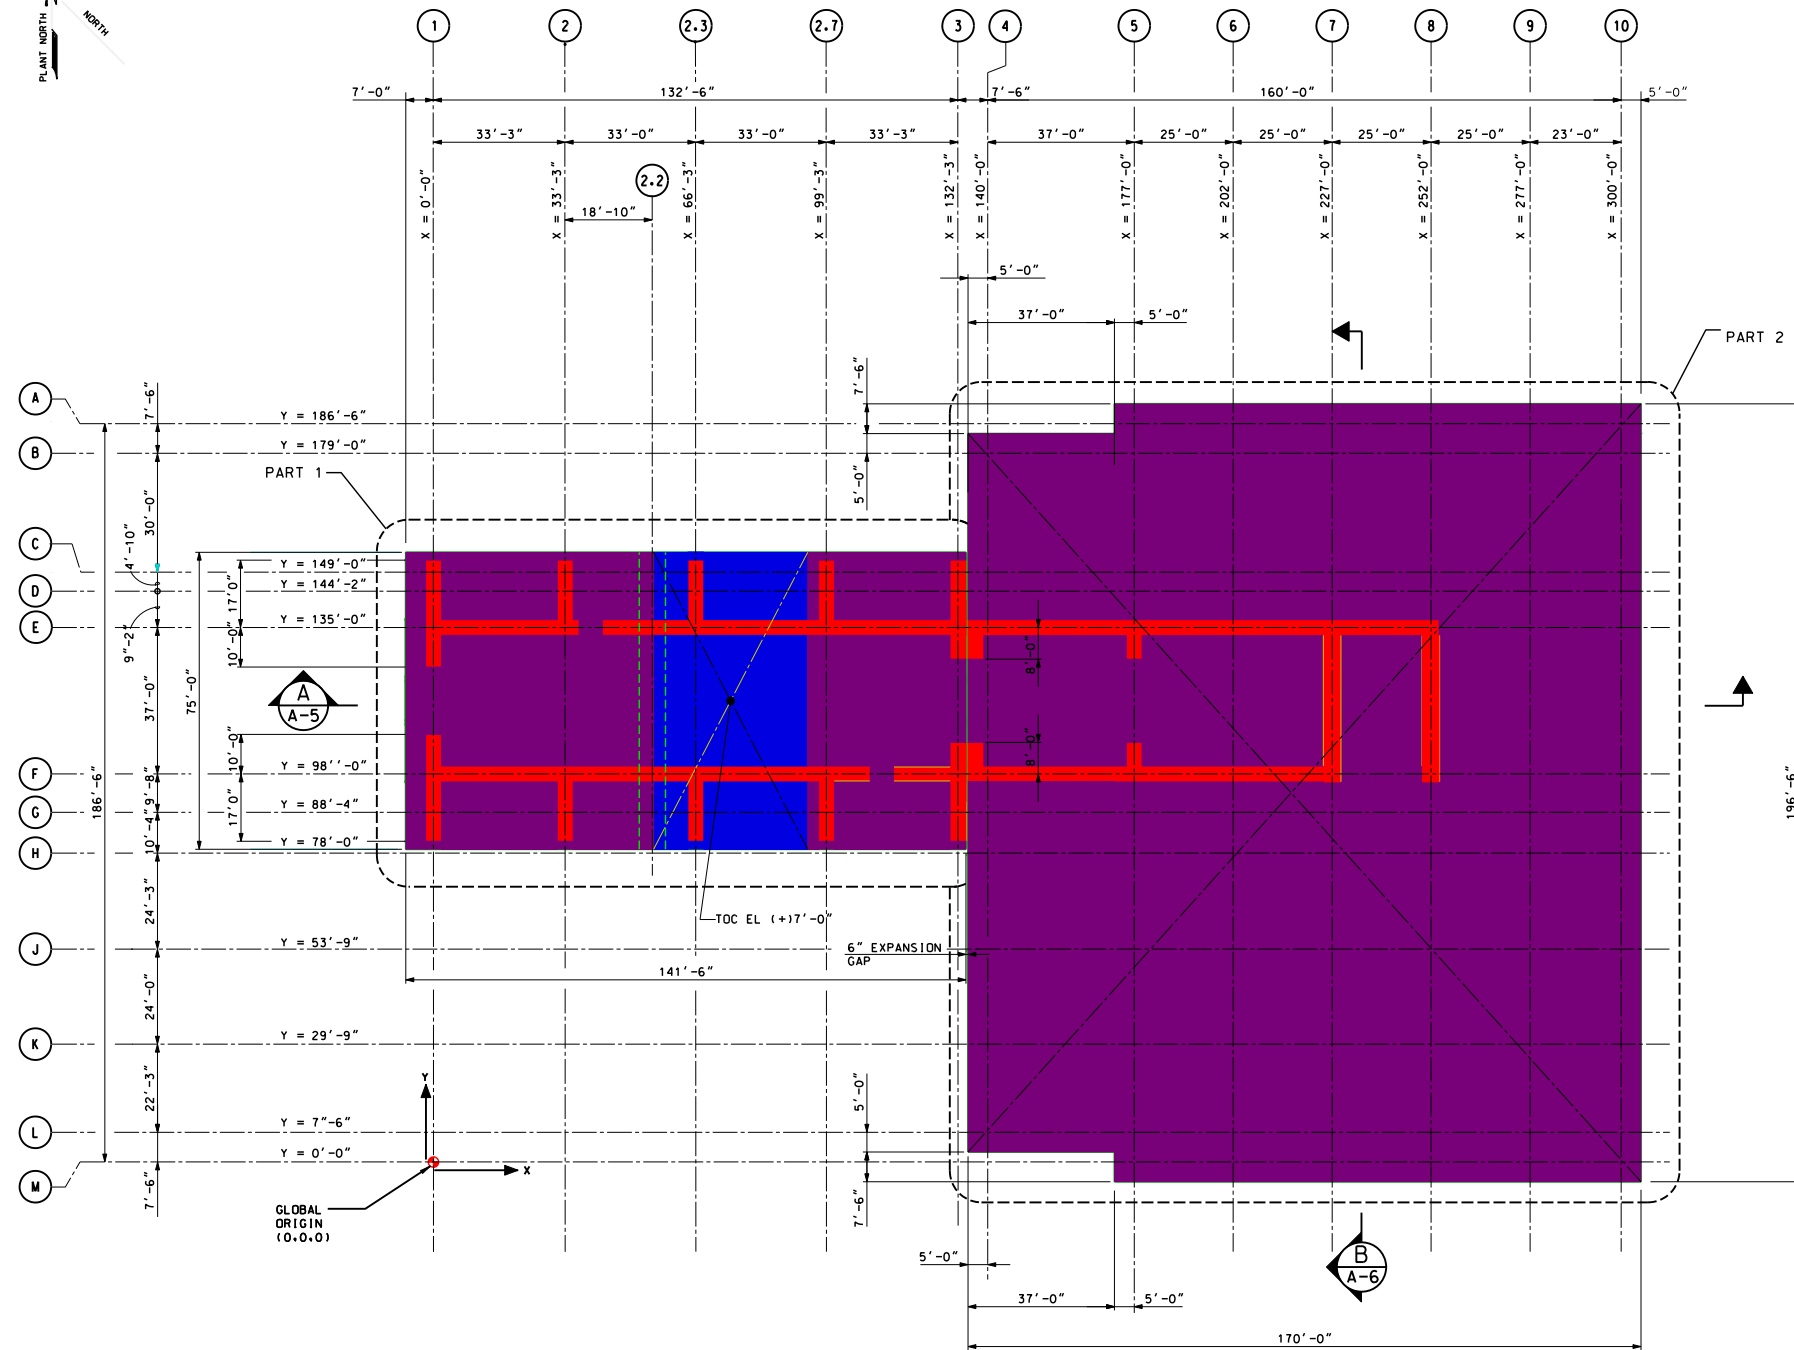 PLANT NORTH
NORTH
1
2
2.3
2.7
3
4
5
6
7
8
9
10
7'-0"
132'-6"
7'-6"
160'-0"
5'-0"
33'-3"
33'-0"
33'-0"
33'-3"
37'-0"
25'-0"
25'-0"
25'-0"
25'-0"
23'-0"
2.2
18'-10"
X = 0'-0"
X = 33'-3"
X = 66'-3"
X = 99'-3"
X = 132'-3"
X = 140'-0"
X = 177'-0"
X = 202'-0"
X = 227'-0"
X = 252'-0"
X = 277'-0"
X = 300'-0"
5'-0"
37'-0"
5'-0"
PART 2
A
B
C
D
E
F
G
H
J
K
L
M
7'-6"
30'-0"
4'-10"
9'-2"
37'-0"
9'-8"
10'-4"
24'-3"
24'-0"
22'-3"
7'-6"
186'-6"
Y = 186'-6"
Y = 179'-0"
Y = 149'-0"
Y = 144'-2"
Y = 135'-0"
Y = 98''-0"
Y = 88'-4"
Y = 78'-0"
Y = 53'-9"
Y = 29'-9"
Y = 7"-6"
Y = 0'-0"
PART 1
75'-0"
17'0"
10'-0"
10'-0"
17'0"
A
A-5
7'-6"
5'-0"
8'-0"
8'-0"
196'-6"
TOC EL (+)7'-0"
6" EXPANSION
GAP
141'-6"
Y
X
GLOBAL
ORIGIN
(0,0,0)
5'-0"
7'-6"
5'-0"
37'-0"
5'-0"
B
A-6
170'-0"